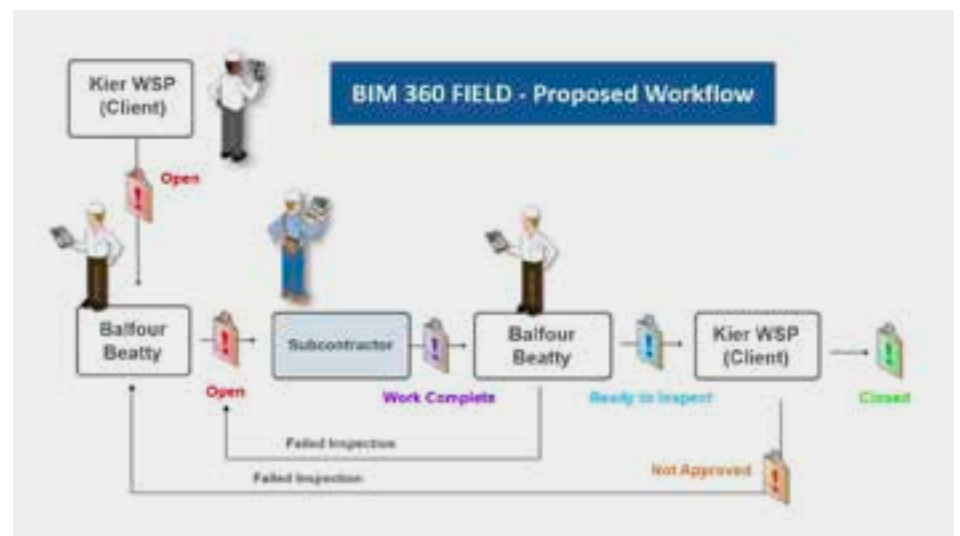 Kier WSP
(Client)
BIM 360 FIELD - Proposed Workflow
Open
Balfour
Beatty
Open
Subcontractor
Work Complete
Balfour
Beatty
Ready to Inspect
Kier WSP
(Client)
Closed
Failed Inspection
Not Approved
Failed Inspection